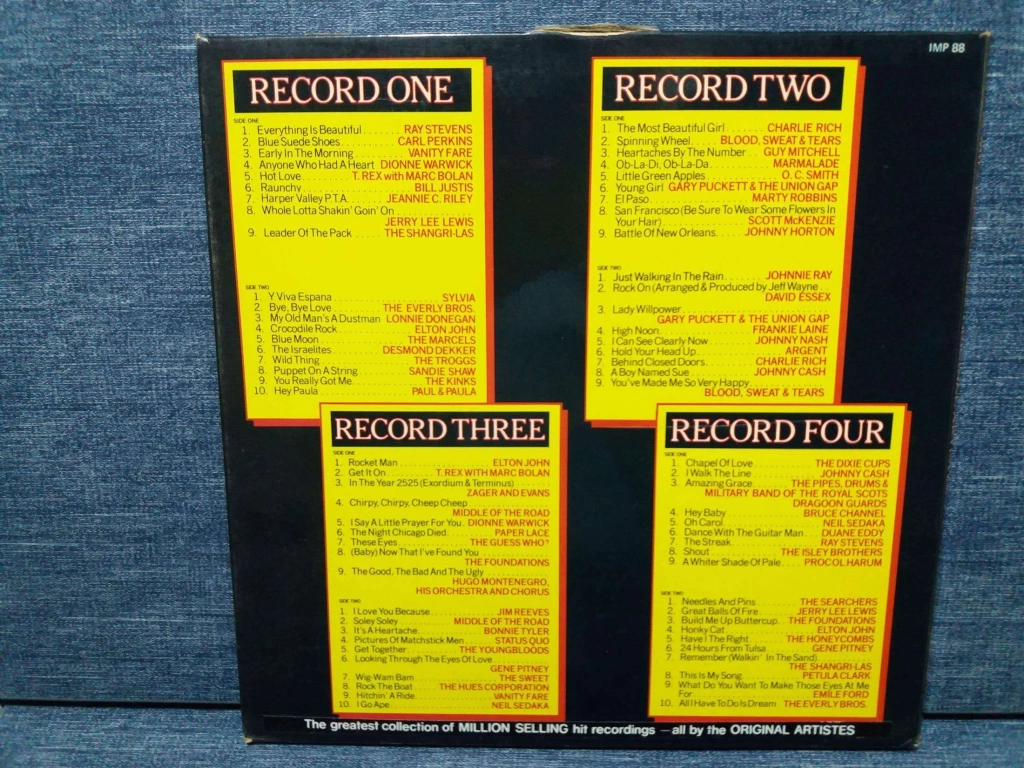 IMP 88
RECORD ONE
SIDE ONE
1. Everything Is Beautiful . . . . . . . RAY STEVENS
2. Blue Suede Shoes . . . . . . . . . . CARL PERKINS
3. Early In The Morning . . . . . . . VANITY FARE
4. Anyone Who Had A Heart DIONNE WARWICK
5. Hot Love . . . . . . . T. REX with MARC BOLAN
6. Raunchy . . . . . . . . . . . . . . . BILL JUSTIS
7. Harper Valley P.T.A. . . . . . . JEANNIE C. RILEY
8. Whole Lotta Shakin' Goin' On . . . . . . . .
JERRY LEE LEWIS
9. Leader Of The Pack . . . . THE SHANGRI-LAS
SIDE TWO
1. Y Viva Espana . . . . . . . . . . . . . . SYLVIA
2. Bye, Bye Love . . . . . . THE EVERLY BROS.
3. My Old Man's A Dustman LONNIE DONEGAN
4. Crocodile Rock . . . . . . . . . ELTON JOHN
5. Blue Moon . . . . . . . . . . . THE MARCELS
6. The Israelites . . . . . . DESMOND DEKKER
7. Wild Thing . . . . . . . . . . . THE TROGGS
8. Puppet On A String . . . . . . SANDIE SHAW
9. You Really Got Me . . . . . . . . THE KINKS
10. Hey Paula . . . . . . . . . . . PAUL & PAULA
RECORD TWO
SIDE ONE
1. The Most Beautiful Girl . . . . . . CHARLIE RICH
2. Spinning Wheel . . . . BLOOD, SWEAT & TEARS
3. Heartaches By The Number . . GUY MITCHELL
4. Ob-La-Di, Ob-La-Da . . . . . . . . MARMALADE
5. Little Green Apples . . . . . . . . . O. C. SMITH
6. Young Girl GARY PUCKETT & THE UNION GAP
7. El Paso . . . . . . . . . . . . . MARTY ROBBINS
8. San Francisco (Be Sure To Wear Some Flowers In
Your Hair) . . . . . . . . . . . . SCOTT McKENZIE
9. Battle Of New Orleans . . . . JOHNNY HORTON
SIDE TWO
1. Just Walking In The Rain . . . . . JOHNNIE RAY
2. Rock On (Arranged & Produced by Jeff Wayne . .
DAVID ESSEX
3. Lady Willpower . . . . . . . . . . . . . .
GARY PUCKETT & THE UNION GAP
4. High Noon . . . . . . . . . . . FRANKIE LAINE
5. I Can See Clearly Now . . . . . JOHNNY NASH
6. Hold Your Head Up . . . . . . . . . . ARGENT
7. Behind Closed Doors . . . . . . CHARLIE RICH
8. A Boy Named Sue . . . . . . . . JOHNNY CASH
9. You've Made Me So Very Happy . . . . . . .
BLOOD, SWEAT & TEARS
RECORD THREE
SIDE ONE
1. Rocket Man . . . . . . . . . . . ELTON JOHN
2. Get It On . . . . . . T. REX WITH MARC BOLAN
3. In The Year 2525 (Exordium & Terminus) . . . .
ZAGER AND EVANS
4. Chirpy, Chirpy, Cheep Cheep . . . . . . . .
MIDDLE OF THE ROAD
5. I Say A Little Prayer For You . DIONNE WARWICK
6. The Night Chicago Died . . . . . . PAPER LACE
7. These Eyes . . . . . . . . . THE GUESS WHO?
8. (Baby) Now That I've Found You . . . . . . .
THE FOUNDATIONS
9. The Good, The Bad And The Ugly . . . . . . .
HUGO MONTENEGRO,
HIS ORCHESTRA AND CHORUS
SIDE TWO
1. I Love You Because . . . . . . . . JIM REEVES
2. Soley Soley . . . . . . . MIDDLE OF THE ROAD
3. It's A Heartache . . . . . . . . BONNIE TYLER
4. Pictures Of Matchstick Men . . . STATUS QUO
5. Get Together . . . . . . THE YOUNGBLOODS
6. Looking Through The Eyes Of Love . . . . . .
GENE PITNEY
7. Wig-Wam Bam . . . . . . . . . . THE SWEET
8. Rock The Boat . . . THE HUES CORPORATION
9. Hitchin' A Ride . . . . . . . . . VANITY FARE
10. I Go Ape . . . . . . . . . . . . NEIL SEDAKA
RECORD FOUR
SIDE ONE
1. Chapel Of Love . . . . . . . THE DIXIE CUPS
2. I Walk The Line . . . . . . . . JOHNNY CASH
3. Amazing Grace . . . . THE PIPES, DRUMS &
MILITARY BAND OF THE ROYAL SCOTS
DRAGOON GUARDS
4. Hey Baby . . . . . . . . . . BRUCE CHANNEL
5. Oh Carol . . . . . . . . . . . NEIL SEDAKA
6. Dance With The Guitar Man . . . DUANE EDDY
7. The Streak . . . . . . . . . . RAY STEVENS
8. Shout . . . . . . . . THE ISLEY BROTHERS
9. A Whiter Shade Of Pale . . . . PROCOL HARUM
SIDE TWO
1. Needles And Pins . . . . . THE SEARCHERS
2. Great Balls Of Fire . . . . . JERRY LEE LEWIS
3. Build Me Up Buttercup . . THE FOUNDATIONS
4. Honky Cat . . . . . . . . . . . ELTON JOHN
5. Have I The Right . . . . . THE HONEYCOMBS
6. 24 Hours From Tulsa . . . . . . GENE PITNEY
7. Remember (Walkin' In The Sand) . . . . . .
THE SHANGRI-LAS
8. This Is My Song . . . . . . . PETULA CLARK
9. What Do You Want To Make Those Eyes At Me
For . . . . . . . . . . . . . . . EMILE FORD
10. All I Have To Do Is Dream . THE EVERLY BROS.
The greatest collection of MILLION SELLING hit recordings – all by the ORIGINAL ARTISTES